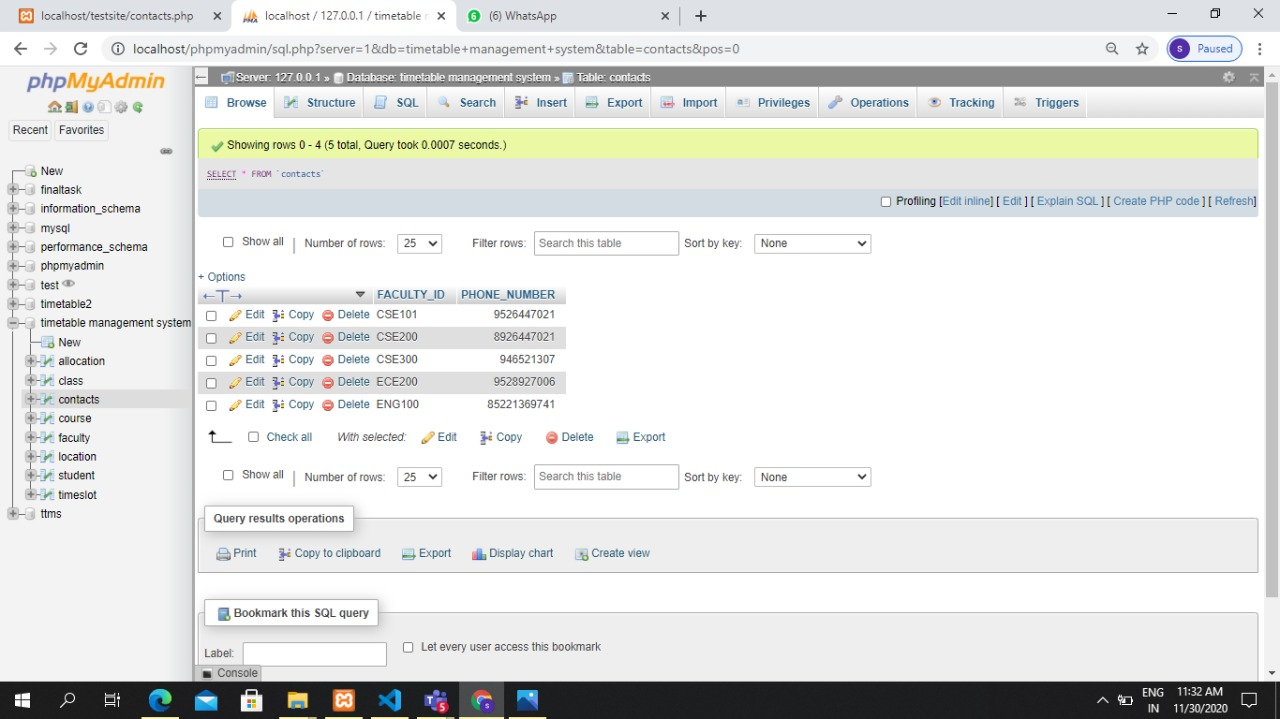 localhost/testsite/contacts.php
localhost / 127.0.0.1 / timetable
(6) WhatsApp
localhost/phpmyadmin/sql.php?server=1&db=timetable+management+system&table=contacts&pos=0
s Paused
phpMyAdmin
Recent Favorites
New
finaltask
information_schema
mysql
performance_schema
phpmyadmin
test
timetable2
timetable management system
New
allocation
class
contacts
course
faculty
location
student
timeslot
ttms
Server: 127.0.0.1 » Database: timetable management system » Table: contacts
Browse Structure SQL Search Insert Export Import Privileges Operations Tracking Triggers
Showing rows 0 - 4 (5 total, Query took 0.0007 seconds.)
SELECT * FROM `contacts`
Profiling [Edit inline] [ Edit ] [ Explain SQL ] [ Create PHP code ] [ Refresh]
Show all | Number of rows: 25 Filter rows: Search this table Sort by key: None
+ Options
←T→ FACULTY_ID PHONE_NUMBER
Edit Copy Delete CSE101 9526447021
Edit Copy Delete CSE200 8926447021
Edit Copy Delete CSE300 946521307
Edit Copy Delete ECE200 9528927006
Edit Copy Delete ENG100 85221369741
Check all With selected: Edit Copy Delete Export
Show all | Number of rows: 25 Filter rows: Search this table Sort by key: None
Query results operations
Print Copy to clipboard Export Display chart Create view
Bookmark this SQL query
Label: Let every user access this bookmark
Console
ENG 11:32 AM
IN 11/30/2020